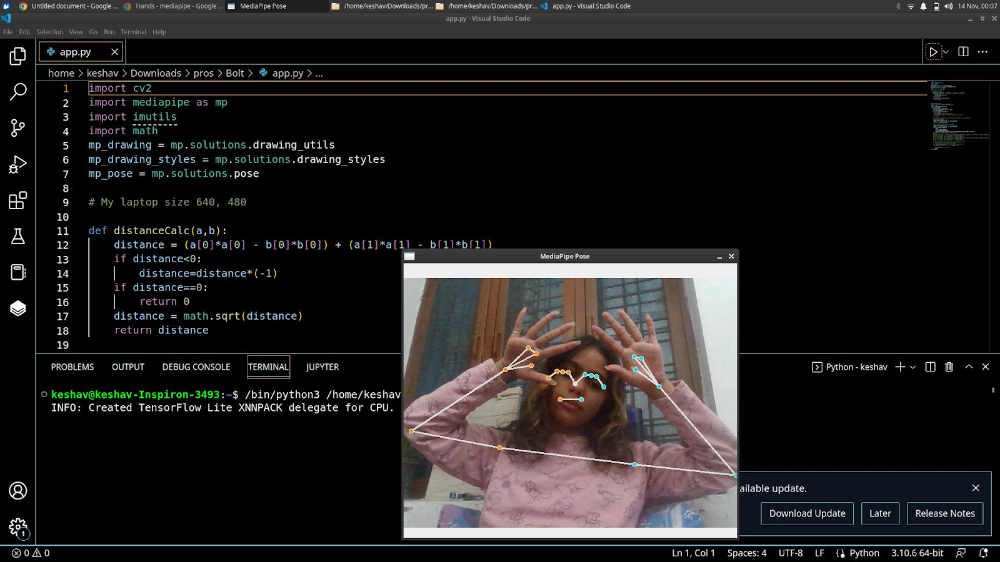 Untitled document - Google ... Hands - mediapipe - Google ... MediaPipe Pose /home/keshav/Downloads/pr... /home/keshav/Downloads/pr... app.py - Visual Studio Code 14 Nov, 00:07
app.py - Visual Studio Code
File Edit Selection View Go Run Terminal Help
app.py
home > keshav > Downloads > pros > Bolt > app.py > ...
1 import cv2
2 import mediapipe as mp
3 import imutils
4 import math
5 mp_drawing = mp.solutions.drawing_utils
6 mp_drawing_styles = mp.solutions.drawing_styles
7 mp_pose = mp.solutions.pose
8
9 # My laptop size 640, 480
10
11 def distanceCalc(a,b):
12 distance = (a[0]*a[0] - b[0]*b[0]) + (a[1]*a[1] - b[1]*b[1])
13 if distance<0:
14 distance=distance*(-1)
15 if distance==0:
16 return 0
17 distance = math.sqrt(distance)
18 return distance
19
MediaPipe Pose
PROBLEMS OUTPUT DEBUG CONSOLE TERMINAL JUPYTER
Python - keshav
keshav@keshav-Inspiron-3493:~$ /bin/python3 /home/keshav
INFO: Created TensorFlow Lite XNNPACK delegate for CPU.
ailable update.
Download Update Later Release Notes
1
0 0
Ln 1, Col 1 Spaces: 4 UTF-8 LF Python 3.10.6 64-bit